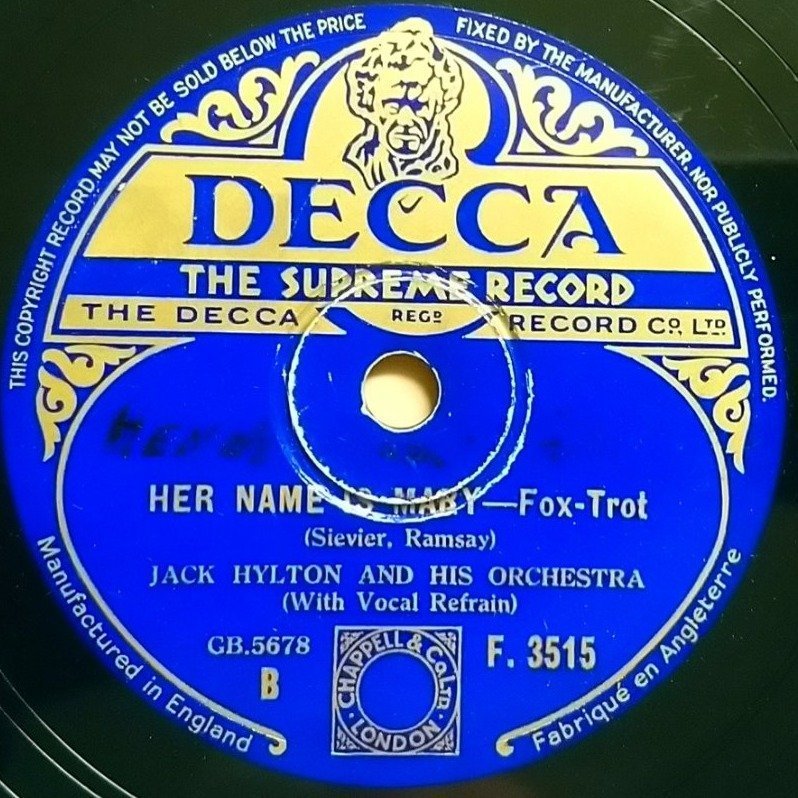 THIS COPYRIGHT RECORD MAY NOT BE SOLD BELOW THE PRICE FIXED BY THE MANUFACTURER, NOR PUBLICLY PERFORMED.
DECCA
THE SUPREME RECORD
THE DECCA REGD RECORD CO, LTD.
HER NAME IS MARY—Fox-Trot
(Sievier, Ramsay)
JACK HYLTON AND HIS ORCHESTRA
(With Vocal Refrain)
GB.5678
F. 3515
B
CHAPPELL & CO LTD
LONDON
Manufactured in England
Fabriqué en Angleterre